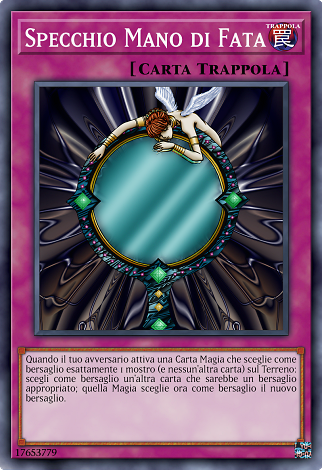 SPECCHIO MANO DI FATA
TRAPPOLA
罠
[CARTA TRAPPOLA]
Quando il tuo avversario attiva una Carta Magia che sceglie come
bersaglio esattamente 1 mostro (e nessun'altra carta) sul Terreno:
scegli come bersaglio un'altra carta che sarebbe un bersaglio
appropriato; quella Magia sceglie ora come bersaglio il nuovo
bersaglio.
17653779